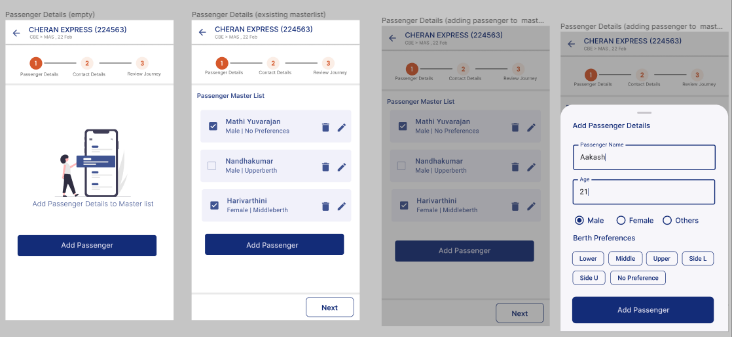 Passenger Details (empty)
CHERAN EXPRESS (224563)
CBE > MAS , 22 Feb
1
2
3
Passenger Details
Contact Details
Review Journey
Add Passenger Details to Master list
Add Passenger
Passenger Details (exsisting masterlist)
CHERAN EXPRESS (224563)
CBE > MAS , 22 Feb
1
2
3
Passenger Details
Contact Details
Review Journey
Passenger Master List
Mathi Yuvarajan
Male | No Preferences
Nandhakumar
Male | Upperberth
Harivarthini
Female | Middleberth
Add Passenger
Next
Passenger Details (adding passenger to mast...
CHERAN EXPRESS (224563)
CBE > MAS , 22 Feb
1
2
3
Passenger Details
Contact Details
Review Journey
Passenger Master List
Mathi Yuvarajan
Male | No Preferences
Nandhakumar
Male | Upperberth
Harivarthini
Female | Middleberth
Add Passenger
Next
Passenger Details (adding passenger to mast...
CHERAN EXPRESS (224563)
CBE > MAS , 22 Feb
1
2
3
Passenger Details
Contact Details
Review Journey
Add Passenger Details
Passenger Name
Aakash
Age
21
Male
Female
Others
Berth Preferences
Lower
Middle
Upper
Side L
Side U
No Preference
Add Passenger